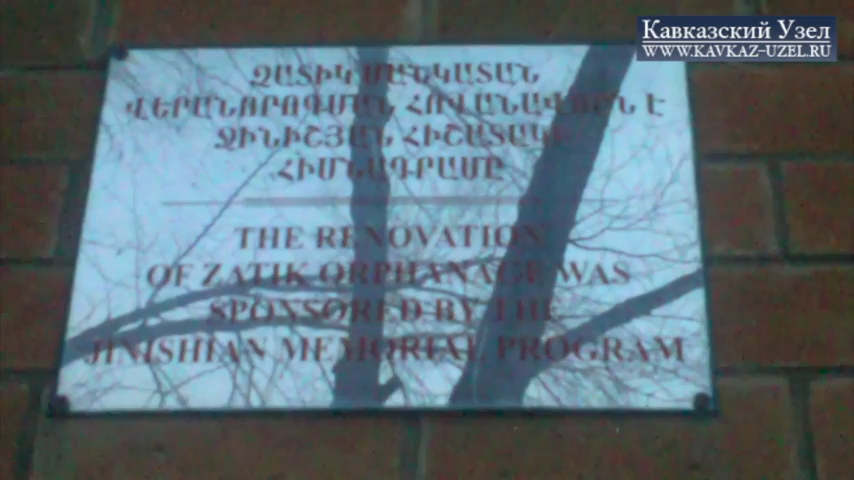 Кавказский Узел
WWW.KAVKAZ-UZEL.RU
ԶԱՏԻԿ ՄԱՆԿԱՏԱՆ
ՎԵՐԱՆՈՐՈԳՄԱՆ ՀՈՎԱՆԱՎՈՐՆ Է
ՋԻՆԻՇՅԱՆ ՀԻՇԱՏԱԿԻ
ՀԻՄՆԱԴՐԱՄԸ
THE RENOVATION
OF ZATIK ORPHANAGE WAS
SPONSORED BY THE
JINISHIAN MEMORIAL PROGRAM